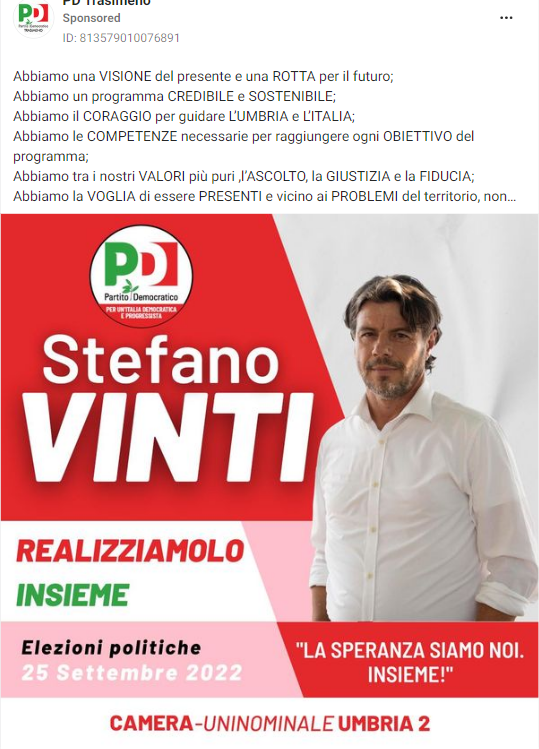 PD Trasimeno
Sponsored
ID: 813579010076891
Abbiamo una VISIONE del presente e una ROTTA per il futuro;
Abbiamo un programma CREDIBILE e SOSTENIBILE;
Abbiamo il CORAGGIO per guidare L'UMBRIA e L'ITALIA;
Abbiamo le COMPETENZE necessarie per raggiungere ogni OBIETTIVO del
programma;
Abbiamo tra i nostri VALORI più puri ,l'ASCOLTO, la GIUSTIZIA e la FIDUCIA;
Abbiamo la VOGLIA di essere PRESENTI e vicino ai PROBLEMI del territorio, non...
PD
Partito Democratico
PER UN'ITALIA DEMOCRATICA
E PROGRESSISTA
Stefano
VINTI
REALIZZIAMOLO
INSIEME
Elezioni politiche
25 Settembre 2022
"LA SPERANZA SIAMO NOI.
INSIEME!"
CAMERA-UNINOMINALE UMBRIA 2